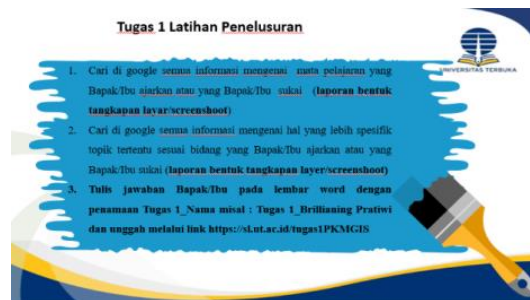 Tugas 1 Latihan Penelusuran
UNIVERSITAS TERBUKA
1. Cari di google semua informasi mengenai mata pelajaran yang
Bapak/Ibu ajarkan atau yang Bapak/Ibu sukai (laporan bentuk
tangkapan layar/screenshoot)
2. Cari di google semua informasi mengenai hal yang lebih spesifik
topik tertentu sesuai bidang yang Bapak/Ibu ajarkan atau yang
Bapak/Ibu sukai (laporan bentuk tangkapan layer/screenshoot)
3. Tulis jawaban Bapak/Ibu pada lembar word dengan
penamaan Tugas 1_Nama misal : Tugas 1_Brillianing Pratiwi
dan unggah melalui link https://sl.ut.ac.id/tugas1PKMGIS